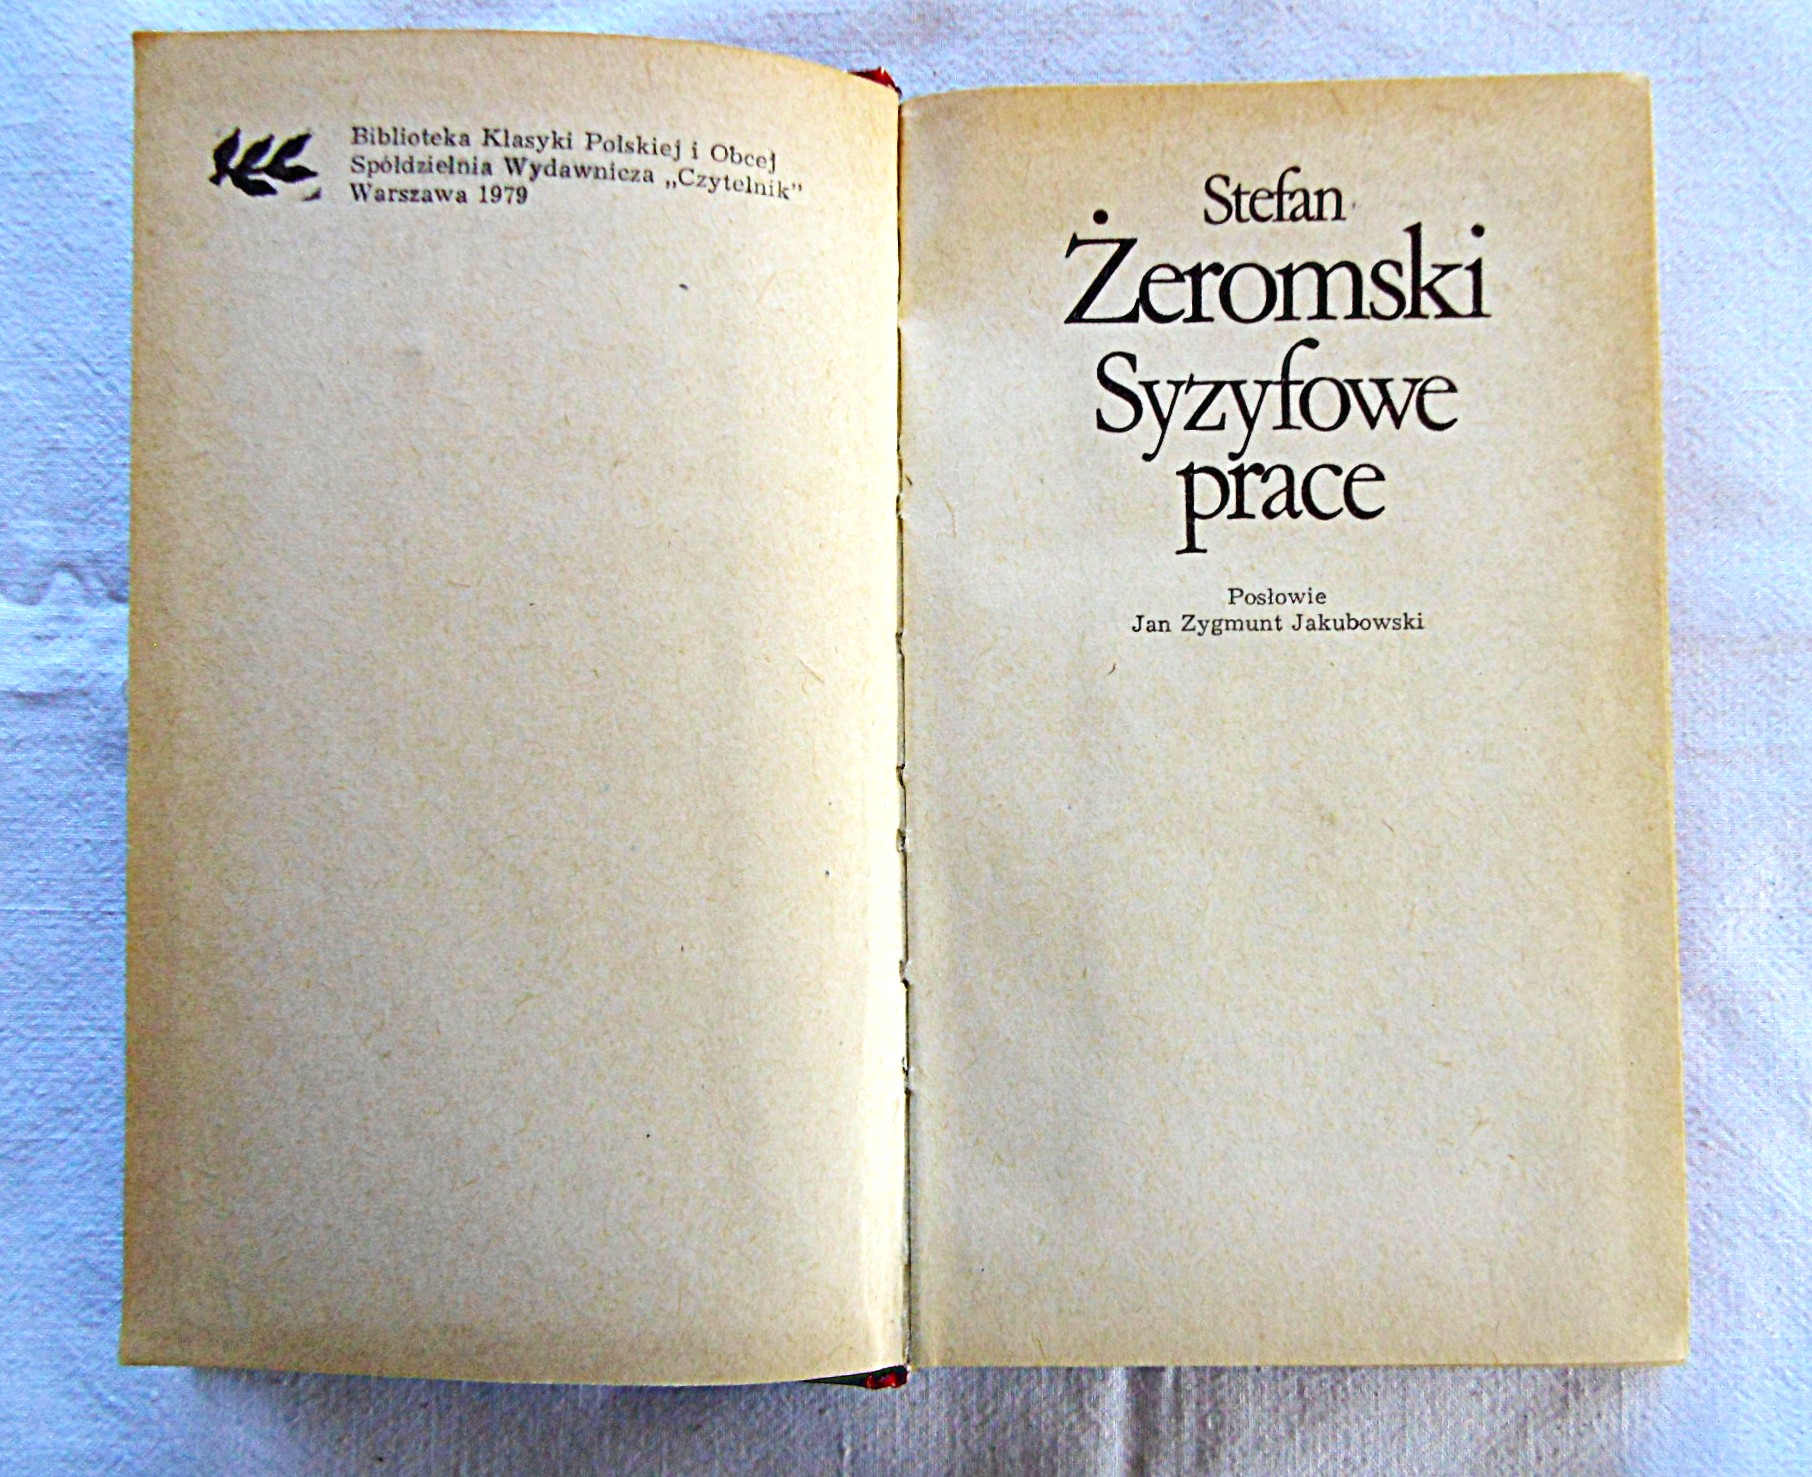 Biblioteka Klasyki Polskiej i Obcej
Spółdzielnia Wydawnicza „Czytelnik”
Warszawa 1979
Stefan
Żeromski
Syzyfowe
prace
Posłowie
Jan Zygmunt Jakubowski